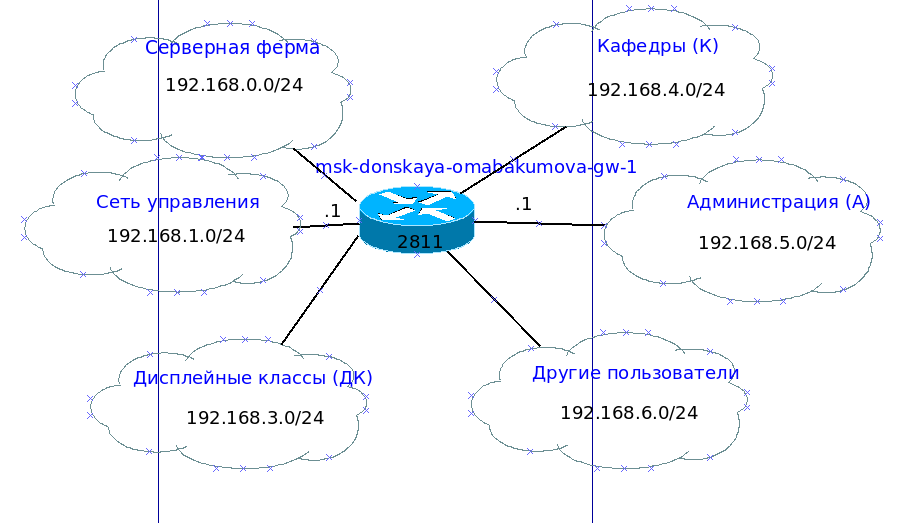 Серверная ферма
192.168.0.0/24
Кафедры (К)
192.168.4.0/24
msk-donskaya-omabakumova-gw-1
Сеть управления
192.168.1.0/24
.1
2811
.1
Администрация (А)
192.168.5.0/24
Дисплейные классы (ДК)
192.168.3.0/24
Другие пользователи
192.168.6.0/24